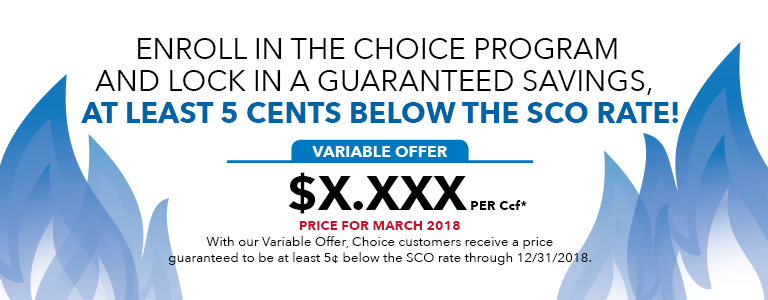 ENROLL IN THE CHOICE PROGRAM
AND LOCK IN A GUARANTEED SAVINGS,
AT LEAST 5 CENTS BELOW THE SCO RATE!
VARIABLE OFFER
$X.XXX PER Ccf*
PRICE FOR MARCH 2018
With our Variable Offer, Choice customers receive a price
guaranteed to be at least 5¢ below the SCO rate through 12/31/2018.